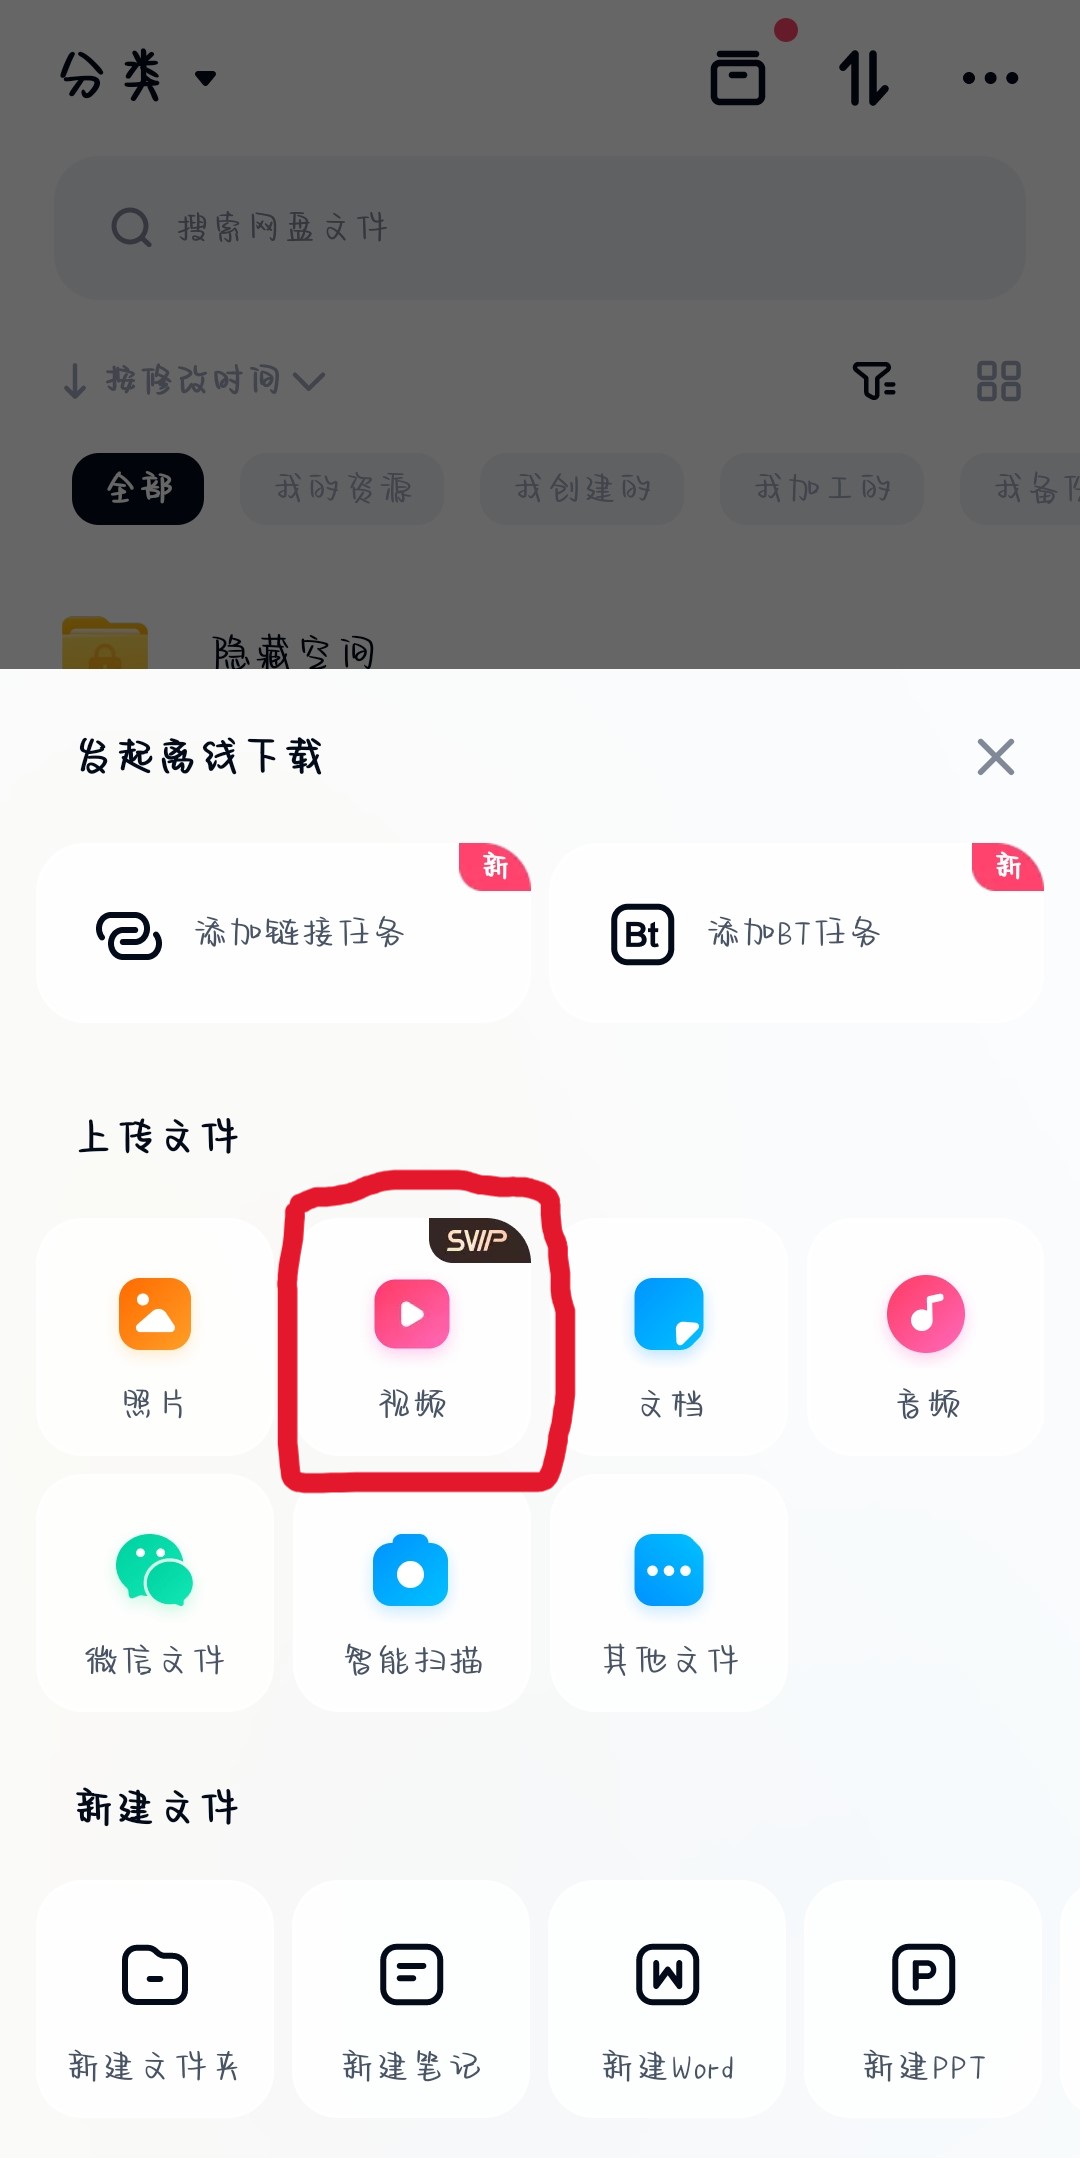 分类
搜索网盘文件
按修改时间
全部 我的资源 我创建的 我加工的 我备
隐藏空间
发起离线下载
新 新
添加链接任务 Bt 添加BT任务
上传文件
SVIP
照片 视频 文档 音频
微信文件 智能扫描 其他文件
新建文件
W P
新建文件夹 新建笔记 新建Word 新建PPT